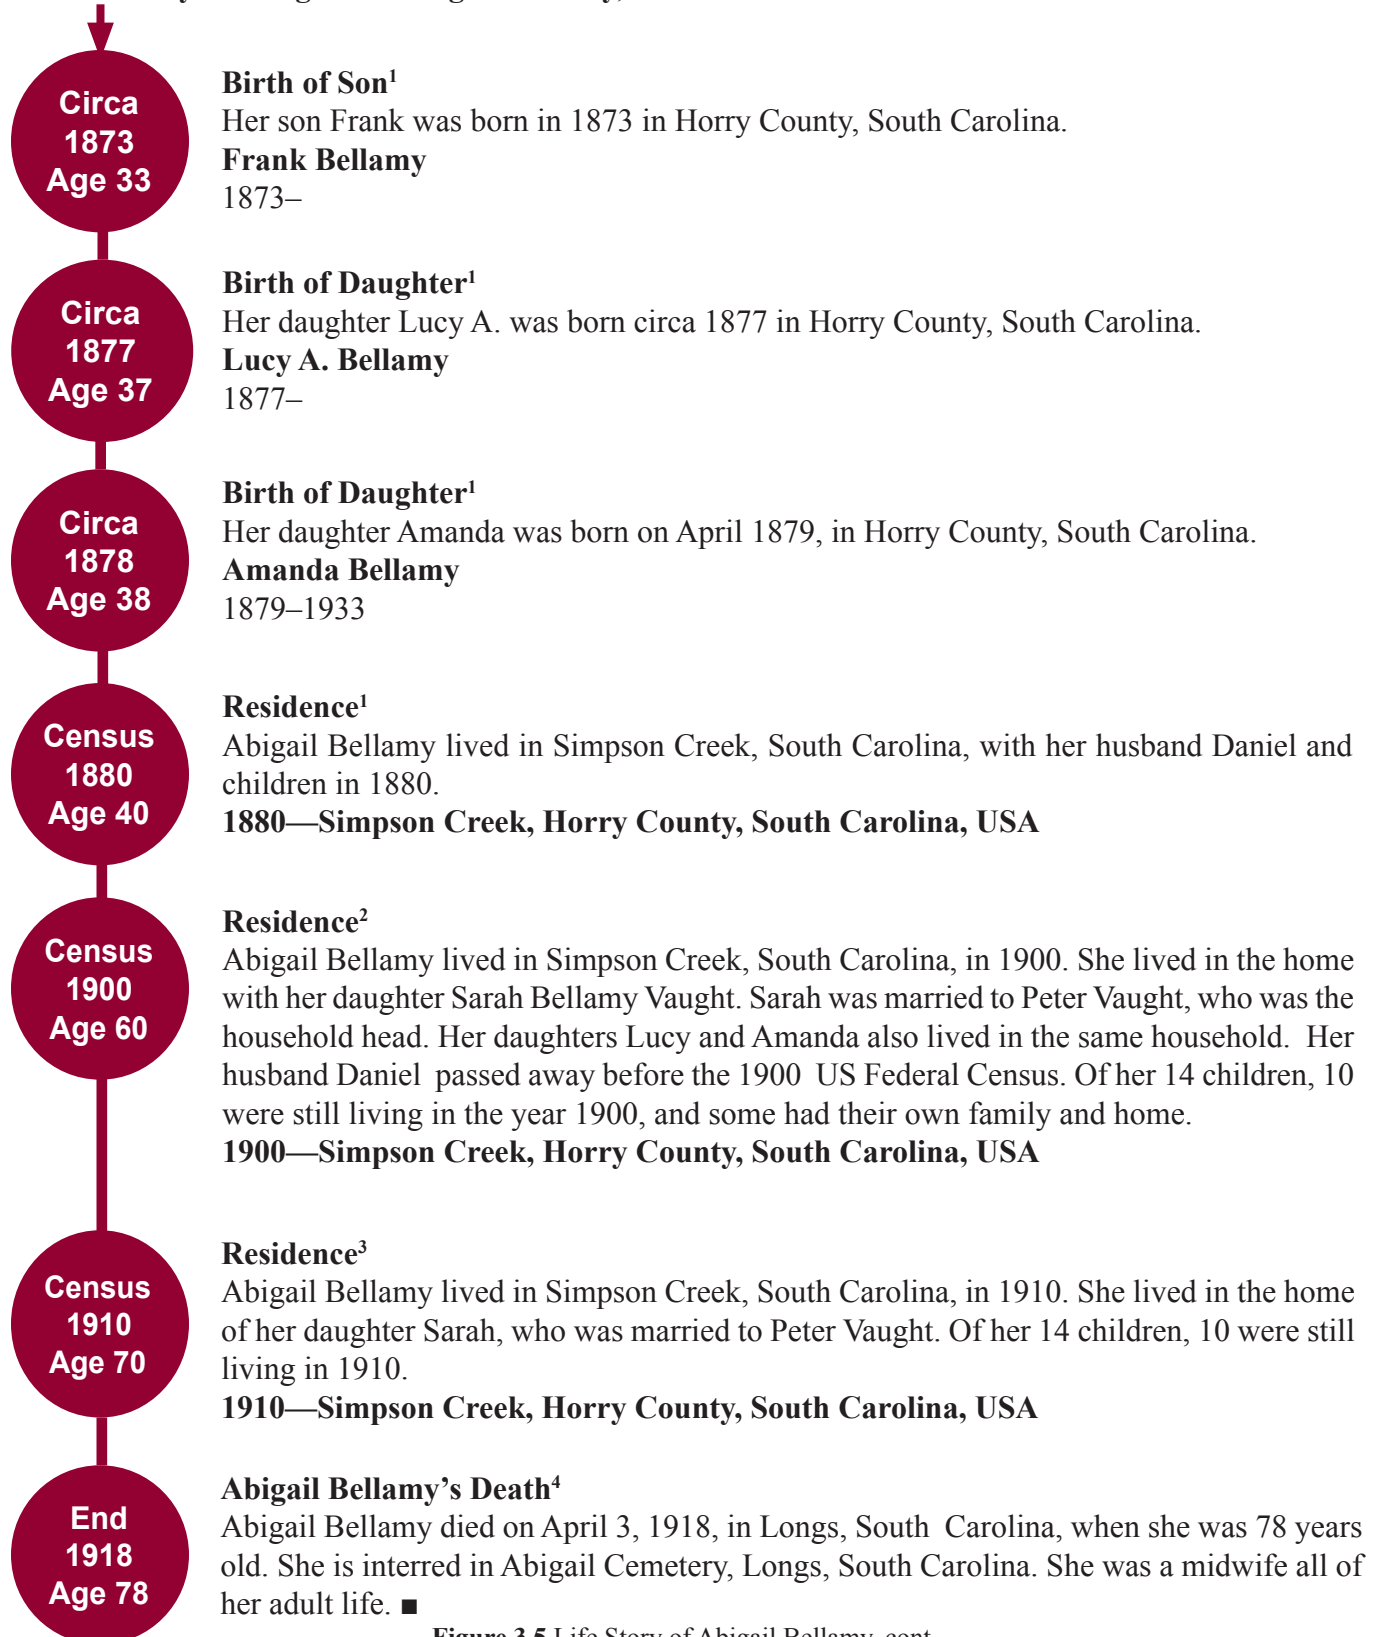 Circa
1873
Age 33
Birth of Son¹
Her son Frank was born in 1873 in Horry County, South Carolina.
Frank Bellamy
1873–
Circa
1877
Age 37
Birth of Daughter¹
Her daughter Lucy A. was born circa 1877 in Horry County, South Carolina.
Lucy A. Bellamy
1877–
Circa
1878
Age 38
Birth of Daughter¹
Her daughter Amanda was born on April 1879, in Horry County, South Carolina.
Amanda Bellamy
1879–1933
Census
1880
Age 40
Residence¹
Abigail Bellamy lived in Simpson Creek, South Carolina, with her husband Daniel and
children in 1880.
1880—Simpson Creek, Horry County, South Carolina, USA
Census
1900
Age 60
Residence²
Abigail Bellamy lived in Simpson Creek, South Carolina, in 1900. She lived in the home
with her daughter Sarah Bellamy Vaught. Sarah was married to Peter Vaught, who was the
household head. Her daughters Lucy and Amanda also lived in the same household. Her
husband Daniel passed away before the 1900 US Federal Census. Of her 14 children, 10
were still living in the year 1900, and some had their own family and home.
1900—Simpson Creek, Horry County, South Carolina, USA
Census
1910
Age 70
Residence³
Abigail Bellamy lived in Simpson Creek, South Carolina, in 1910. She lived in the home
of her daughter Sarah, who was married to Peter Vaught. Of her 14 children, 10 were still
living in 1910.
1910—Simpson Creek, Horry County, South Carolina, USA
End
1918
Age 78
Abigail Bellamy’s Death⁴
Abigail Bellamy died on April 3, 1918, in Longs, South Carolina, when she was 78 years
old. She is interred in Abigail Cemetery, Longs, South Carolina. She was a midwife all of
her adult life. ■
Figure 3.5 Life Story of Abigail Bellamy, cont.